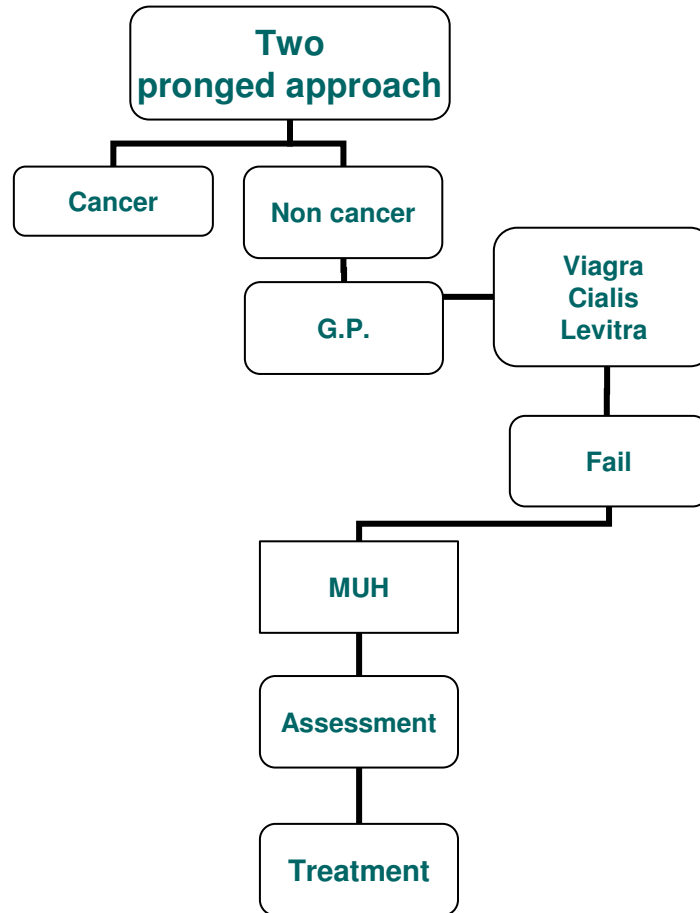 Two
pronged approach
Cancer
Non cancer
G.P.
Viagra
Cialis
Levitra
Fail
MUH
Assessment
Treatment